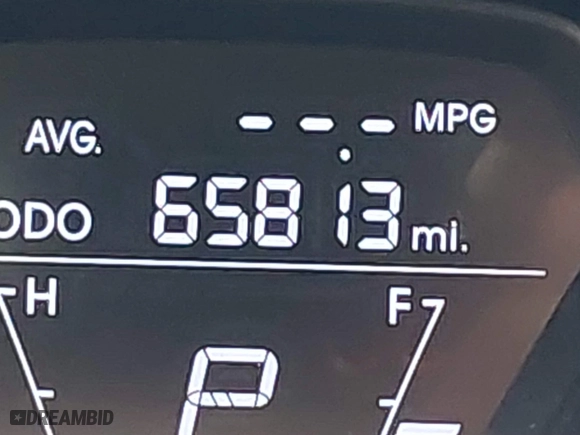 AVG. --.- MPG
ODO 65813 mi.
H F
P
DREAMBID